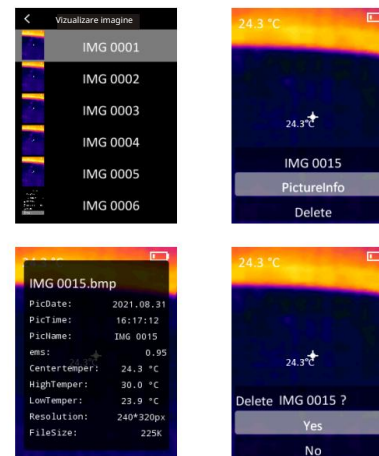 Vizualizare imagine
IMG 0001
IMG 0002
IMG 0003
IMG 0004
IMG 0005
IMG 0006
24.3 °C
24.3°C
IMG 0015
PictureInfo
Delete
IMG 0015.bmp
PicDate: 2021.08.31
PicTime: 16:17:12
PicName: IMG 0015
ems: 0.95
Centertemper: 24.3 °C
HighTemper: 30.0 °C
LowTemper: 23.9 °C
Resolution: 240*320px
FileSize: 225K
24.3 °C
24.3°C
Delete IMG 0015 ?
Yes
No